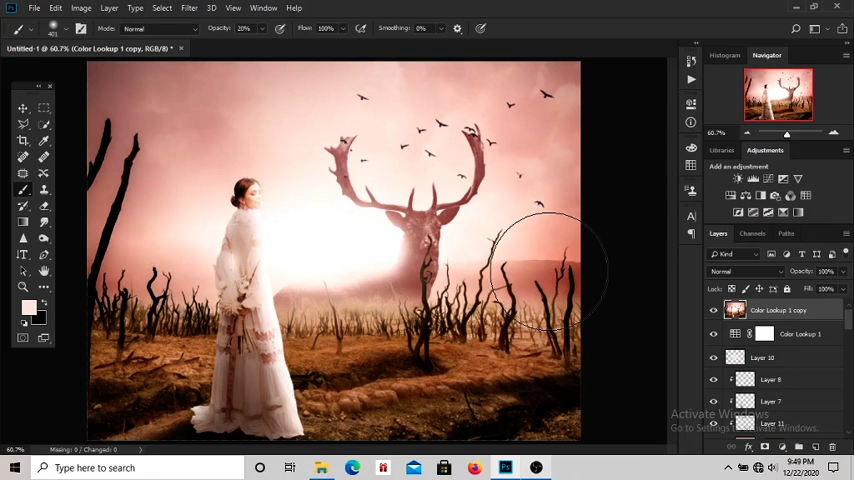 Ps File Edit Image Layer Type Select Filter 3D View Window Help
401 Mode: Normal Opacity: 20% Flow: 100% Smoothing: 0%
Untitled-1 @ 60.7% (Color Lookup 1 copy, RGB/8) * ×
Histogram Navigator
60.7%
Libraries Adjustments
Add an adjustment
Layers Channels Paths
Kind
Normal Opacity: 100%
Lock: Fill: 100%
Color Lookup 1 copy
Color Lookup 1
Layer 10
Layer 8
Layer 7
Layer 11
Activate Windows
Go to Settings to activate Windows.
60.7% Missing: 0 / Changed: 0
Type here to search
9:49 PM
12/22/2020